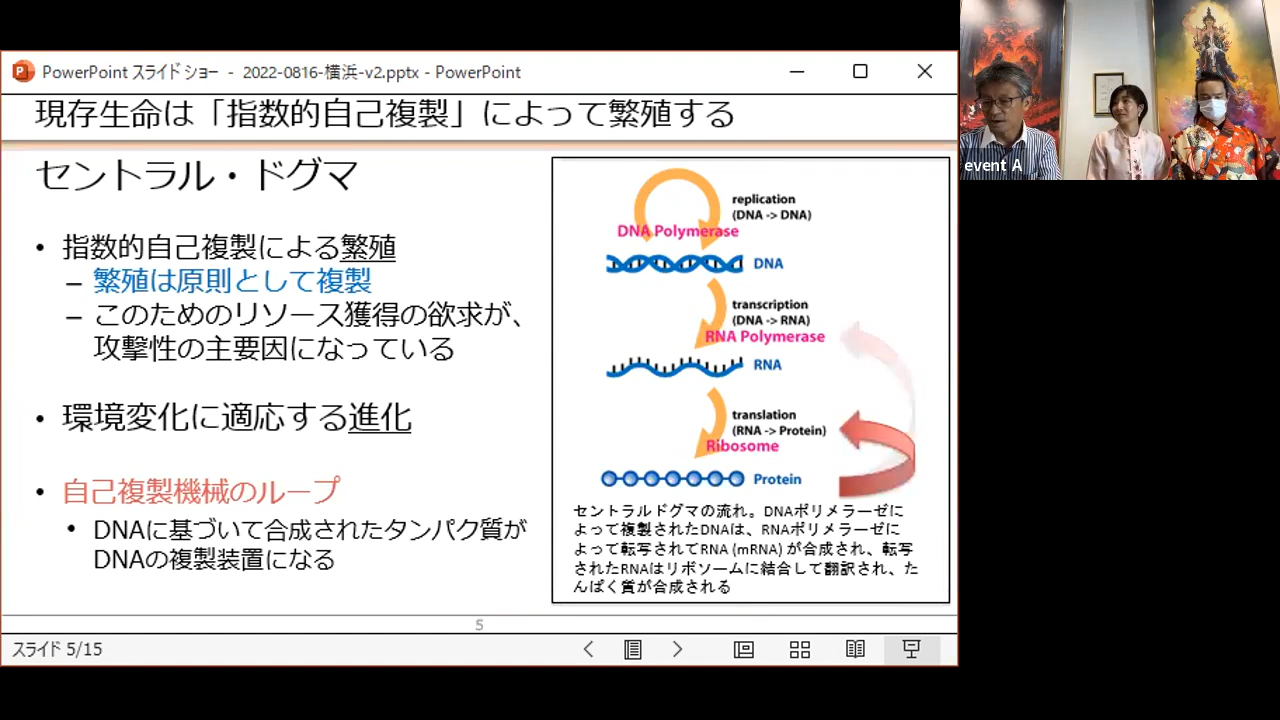 PowerPoint スライド ショー - 2022-0816-横浜-v2.pptx - PowerPoint
現存生命は「指数的自己複製」によって繁殖する
セントラル・ドグマ
• 指数的自己複製による繁殖
– 繁殖は原則として複製
– このためのリソース獲得の欲求が、
攻撃性の主要因になっている
• 環境変化に適応する進化
• 自己複製機械のループ
• DNAに基づいて合成されたタンパク質が
DNAの複製装置になる
replication
(DNA -> DNA)
DNA Polymerase
DNA
transcription
(DNA -> RNA)
RNA Polymerase
RNA
translation
(RNA -> Protein)
Ribosome
Protein
セントラルドグマの流れ。DNAポリメラーゼに
よって複製されたDNAは、RNAポリメラーゼに
よって転写されてRNA (mRNA) が合成され、転写
されたRNAはリボソームに結合して翻訳され、た
んぱく質が合成される
5
スライド 5/15
event A